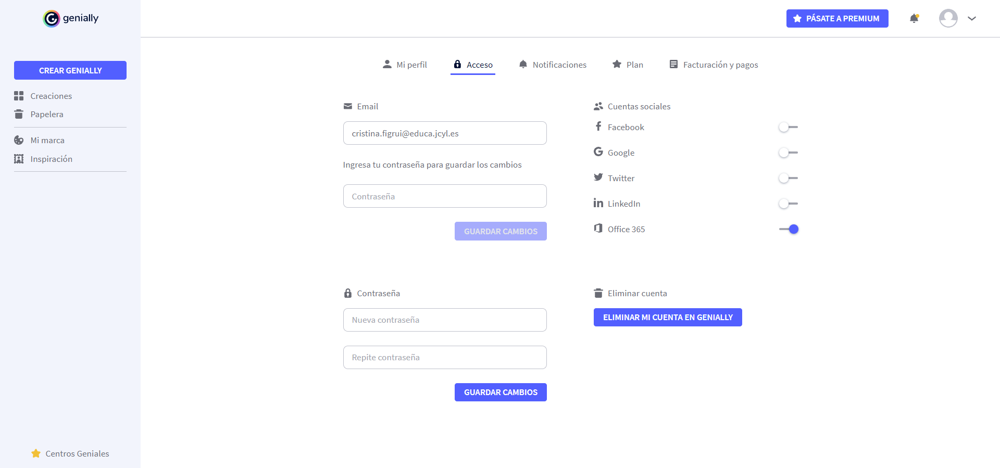 genially
PÁSATE A PREMIUM
CREAR GENIALLY
Creaciones
Papelera
Mi marca
Inspiración
Centros Geniales
Mi perfil
Acceso
Notificaciones
Plan
Facturación y pagos
Email
cristina.figrui@educa.jcyl.es
Ingresa tu contraseña para guardar los cambios
Contraseña
GUARDAR CAMBIOS
Cuentas sociales
Facebook
Google
Twitter
LinkedIn
Office 365
Contraseña
Nueva contraseña
Repite contraseña
GUARDAR CAMBIOS
Eliminar cuenta
ELIMINAR MI CUENTA EN GENIALLY